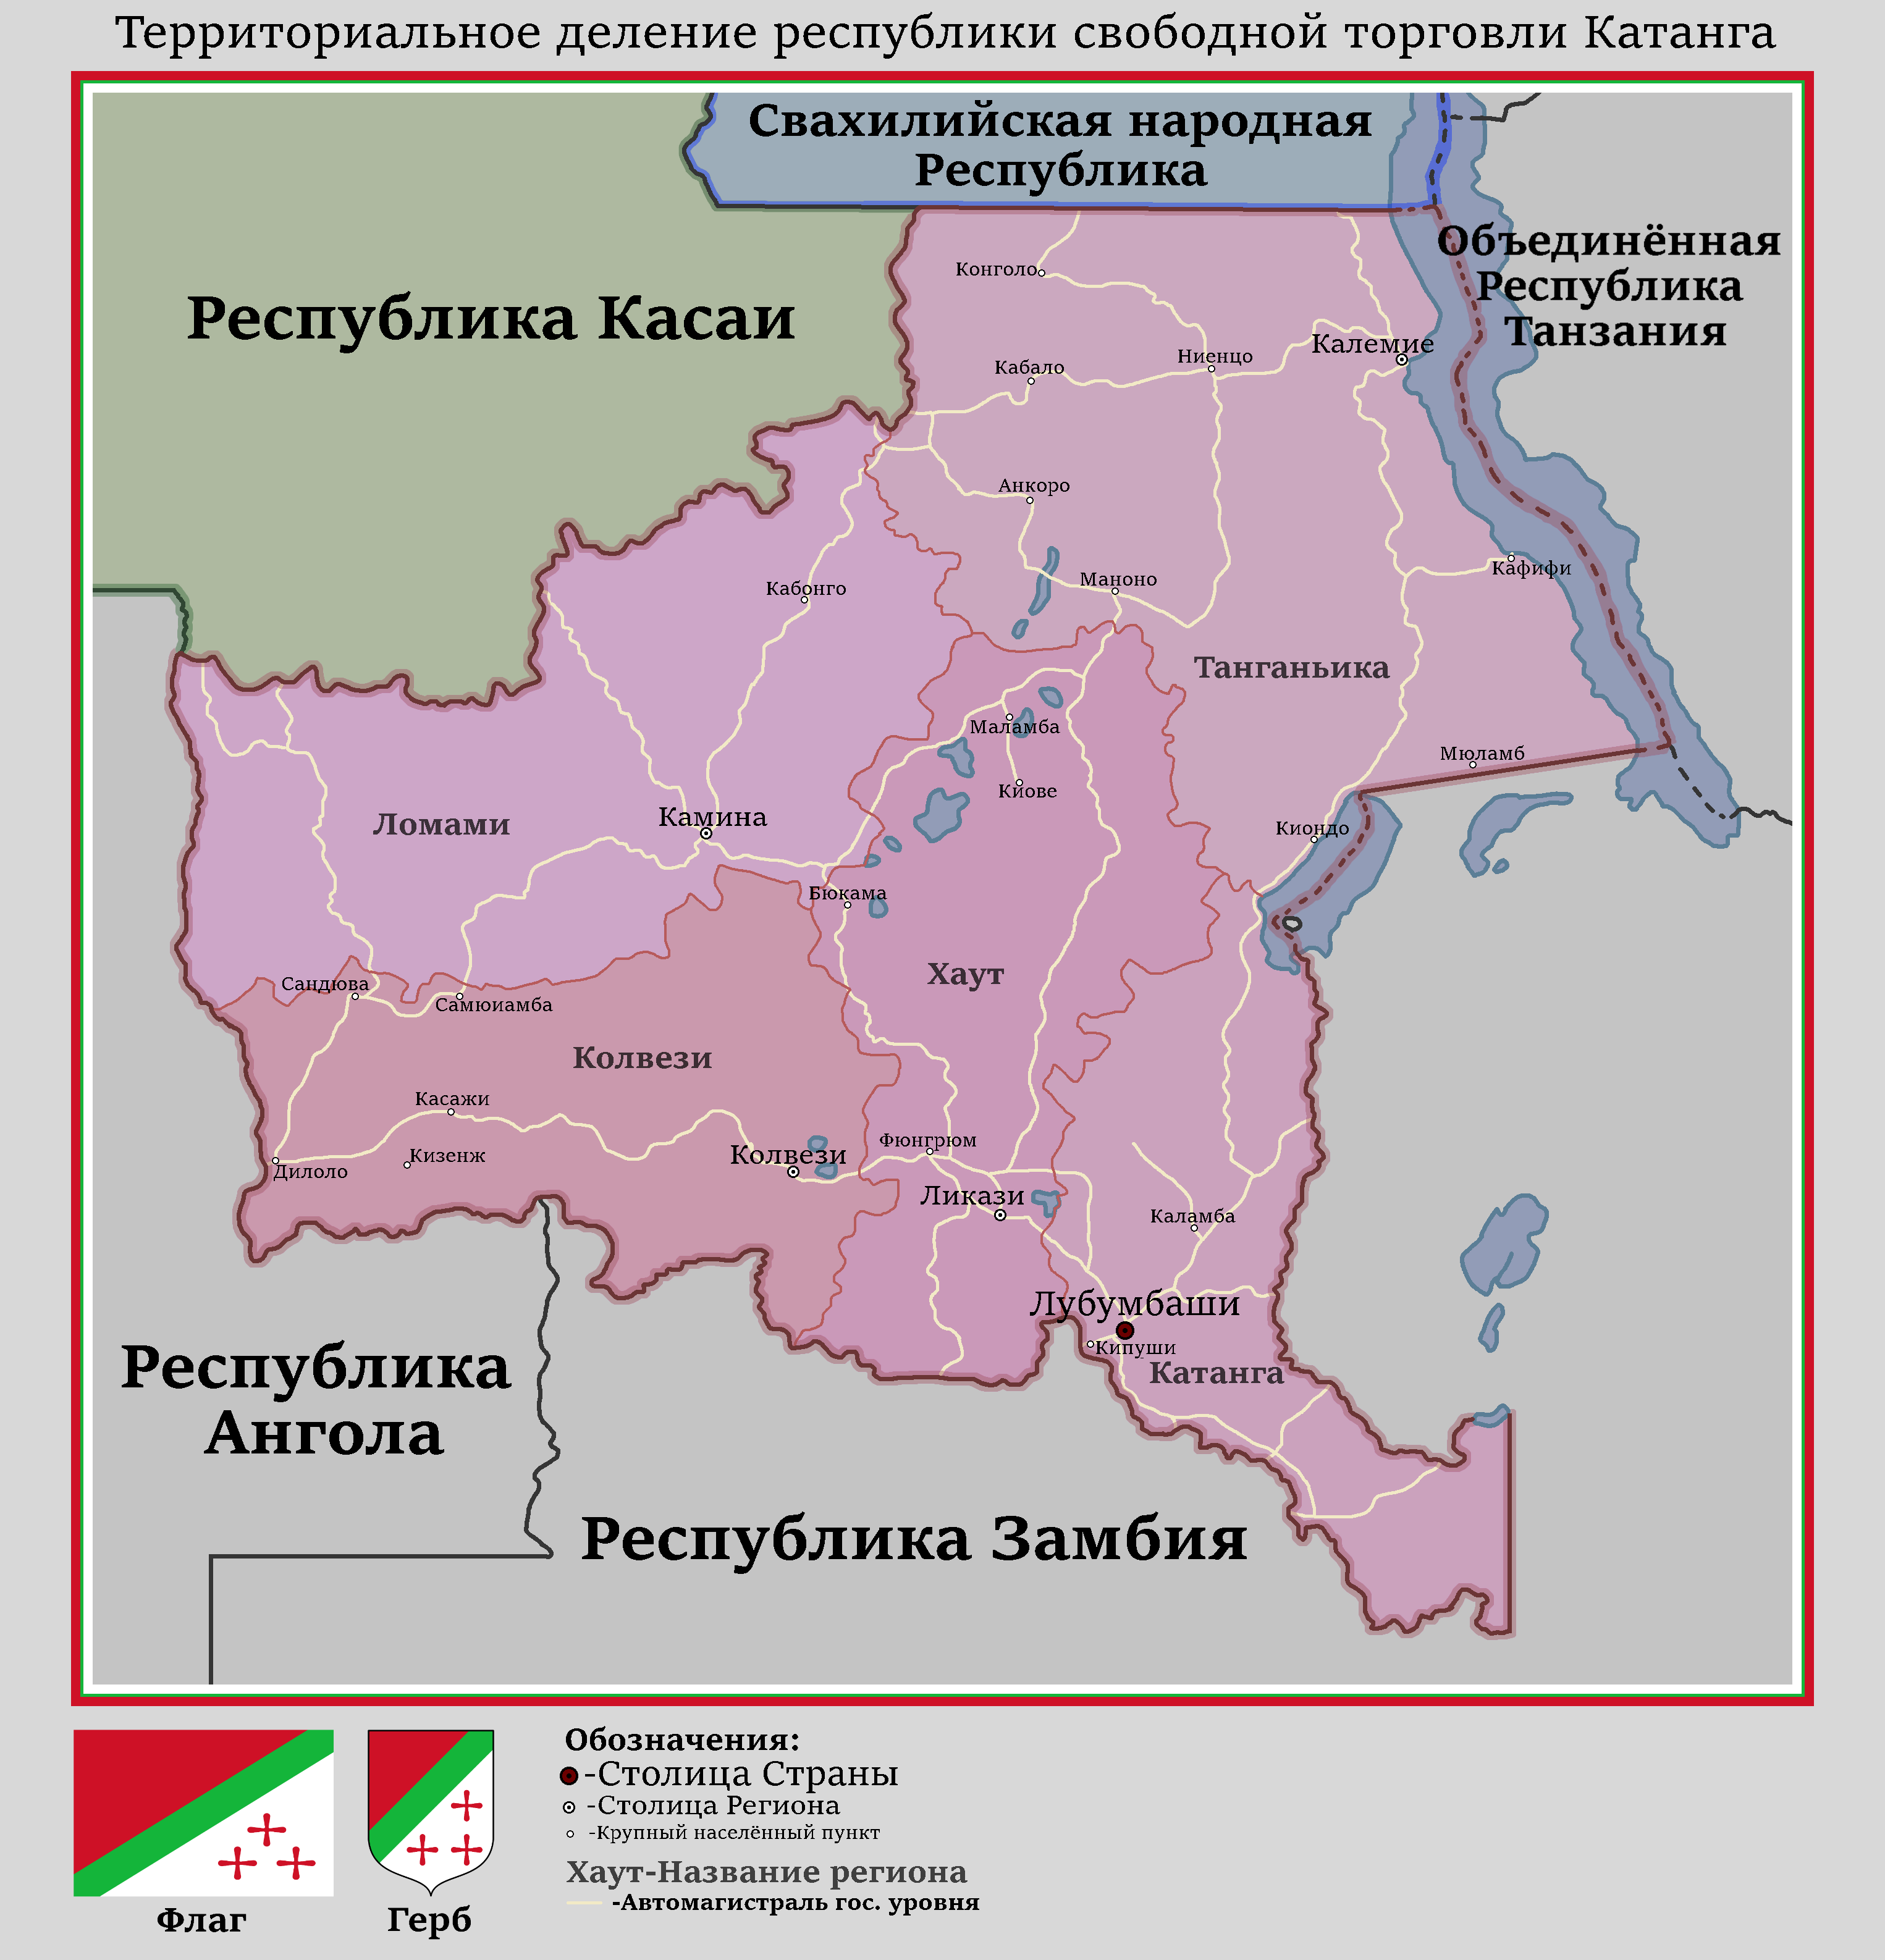 Территориальное деление республики свободной торговли Катанга
Свахилийская народная
Республика
Объединённая
Республика
Танзания
Республика Касаи
Конголо
Калемие
Ниенцо
Кабало
Анкоро
Кафифи
Маноно
Кабонго
Танганьика
Маламба
Мюламб
Киове
Камина
Ломами
Киондо
Бюкама
Хаут
Сандюва
Самюиамба
Колвези
Касажи
Фюнгрюм
Колвези
Кизенж
Дилоло
Ликази
Каламба
Лубумбаши
Кипуши
Катанга
Республика
Ангола
Республика Замбия
Обозначения:
-Столица Страны
-Столица Региона
-Крупный населённый пункт
Хаут-Название региона
-Автомагистраль гос. уровня
Флаг
Герб